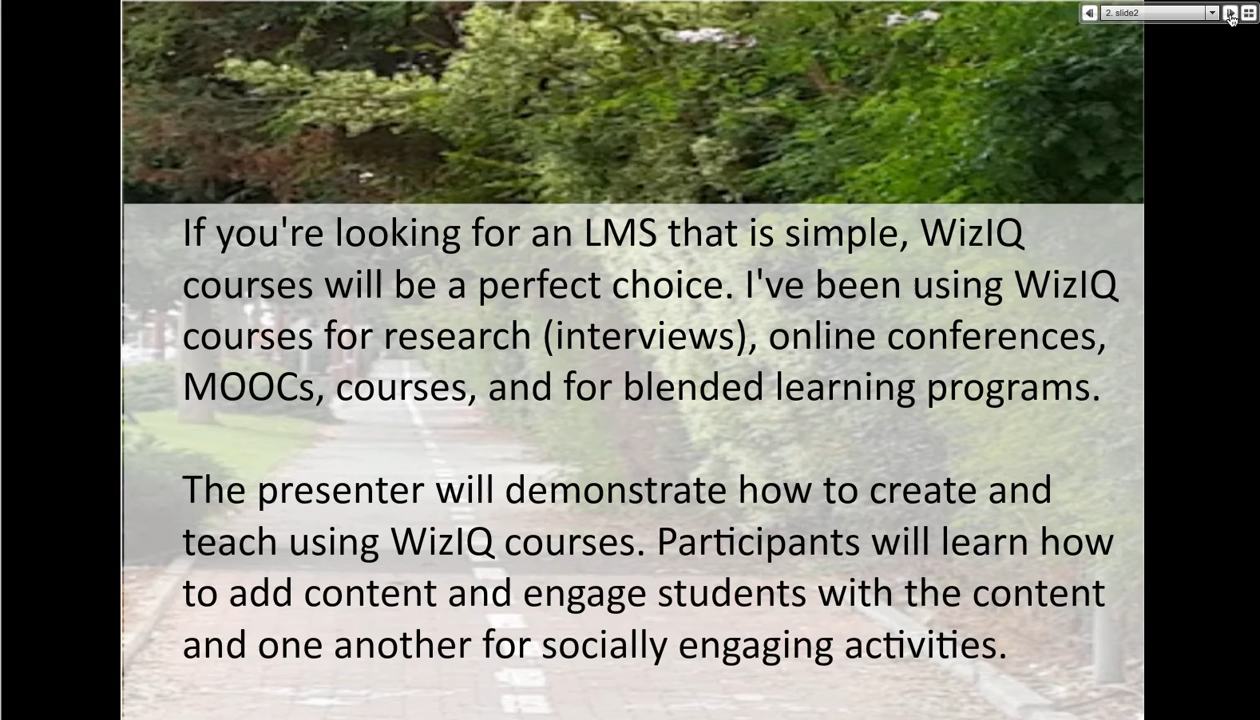 2. slide2
If you're looking for an LMS that is simple, WizIQ
courses will be a perfect choice. I've been using WizIQ
courses for research (interviews), online conferences,
MOOCs, courses, and for blended learning programs.
The presenter will demonstrate how to create and
teach using WizIQ courses. Participants will learn how
to add content and engage students with the content
and one another for socially engaging activities.